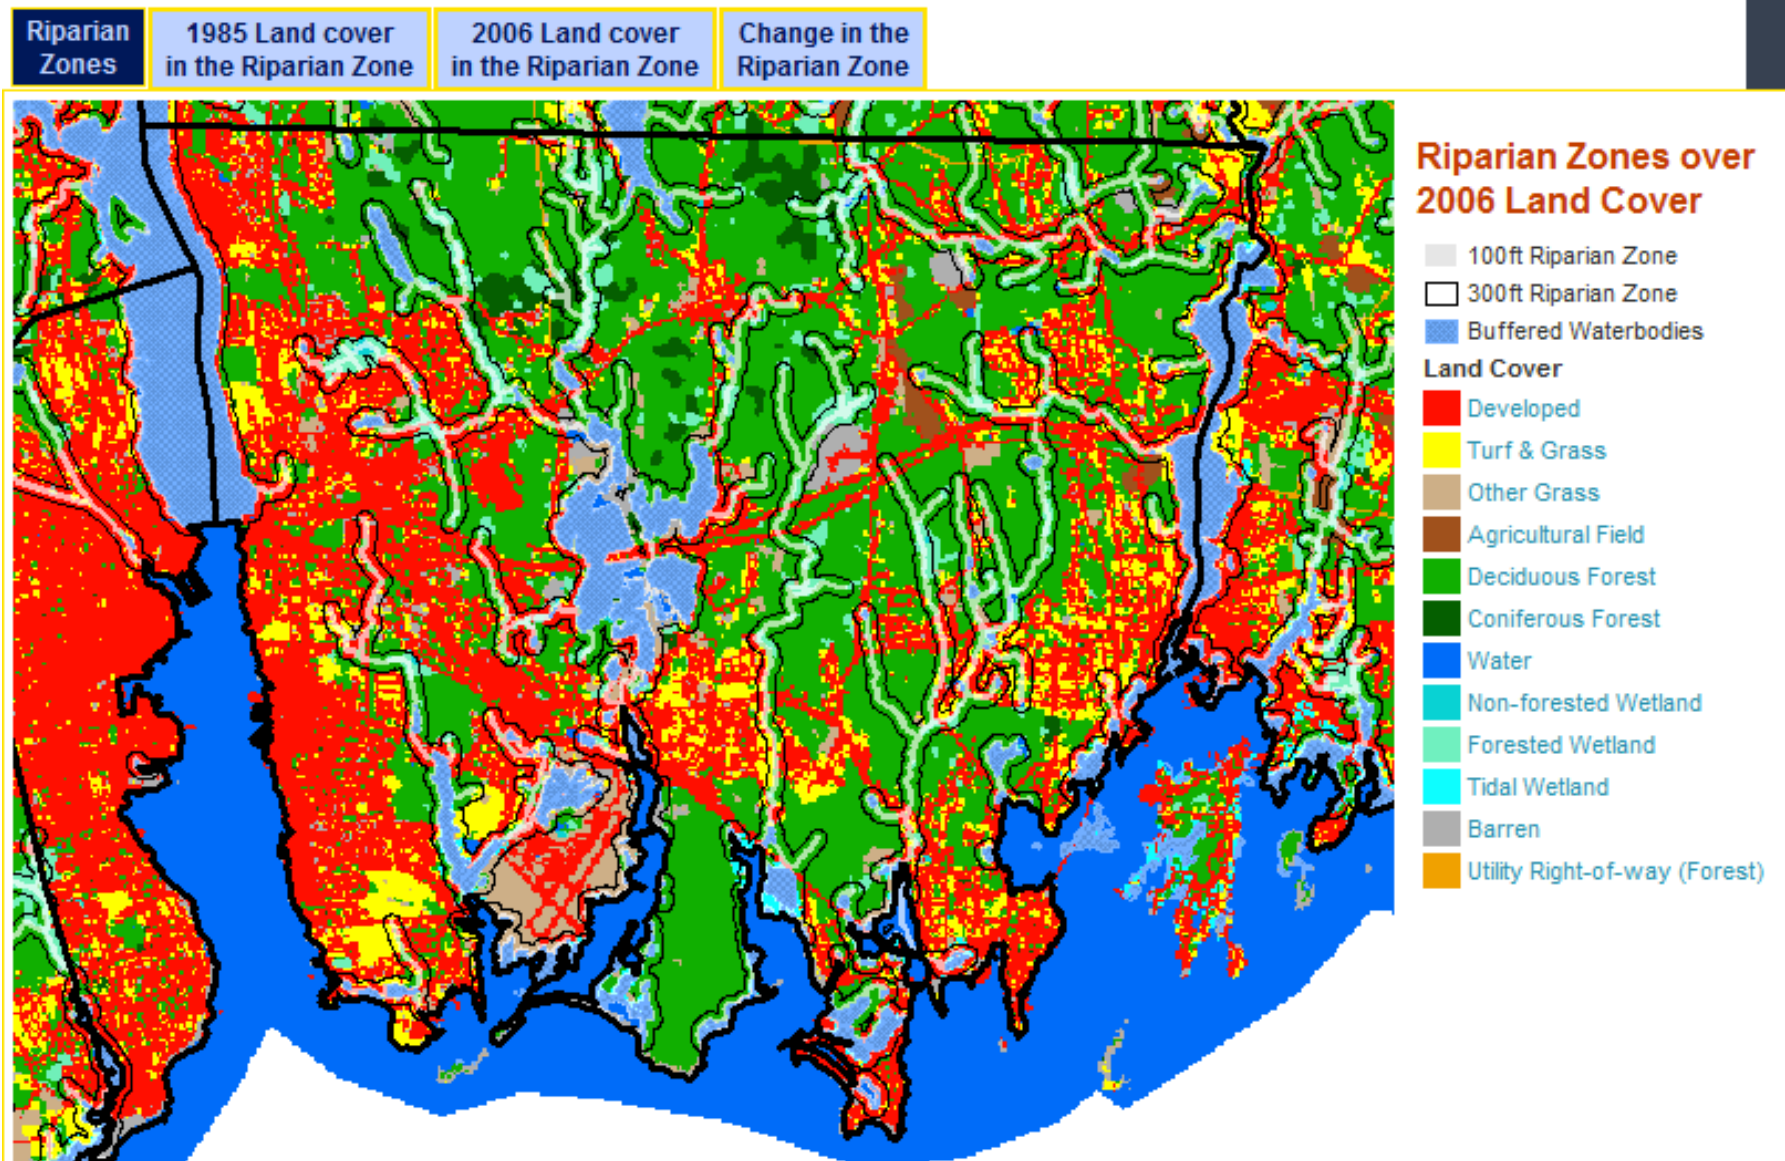 Riparian
Zones
1985 Land cover
in the Riparian Zone
2006 Land cover
in the Riparian Zone
Change in the
Riparian Zone
Riparian Zones over
2006 Land Cover
100ft Riparian Zone
300ft Riparian Zone
Buffered Waterbodies
Land Cover
Developed
Turf & Grass
Other Grass
Agricultural Field
Deciduous Forest
Coniferous Forest
Water
Non-forested Wetland
Forested Wetland
Tidal Wetland
Barren
Utility Right-of-way (Forest)